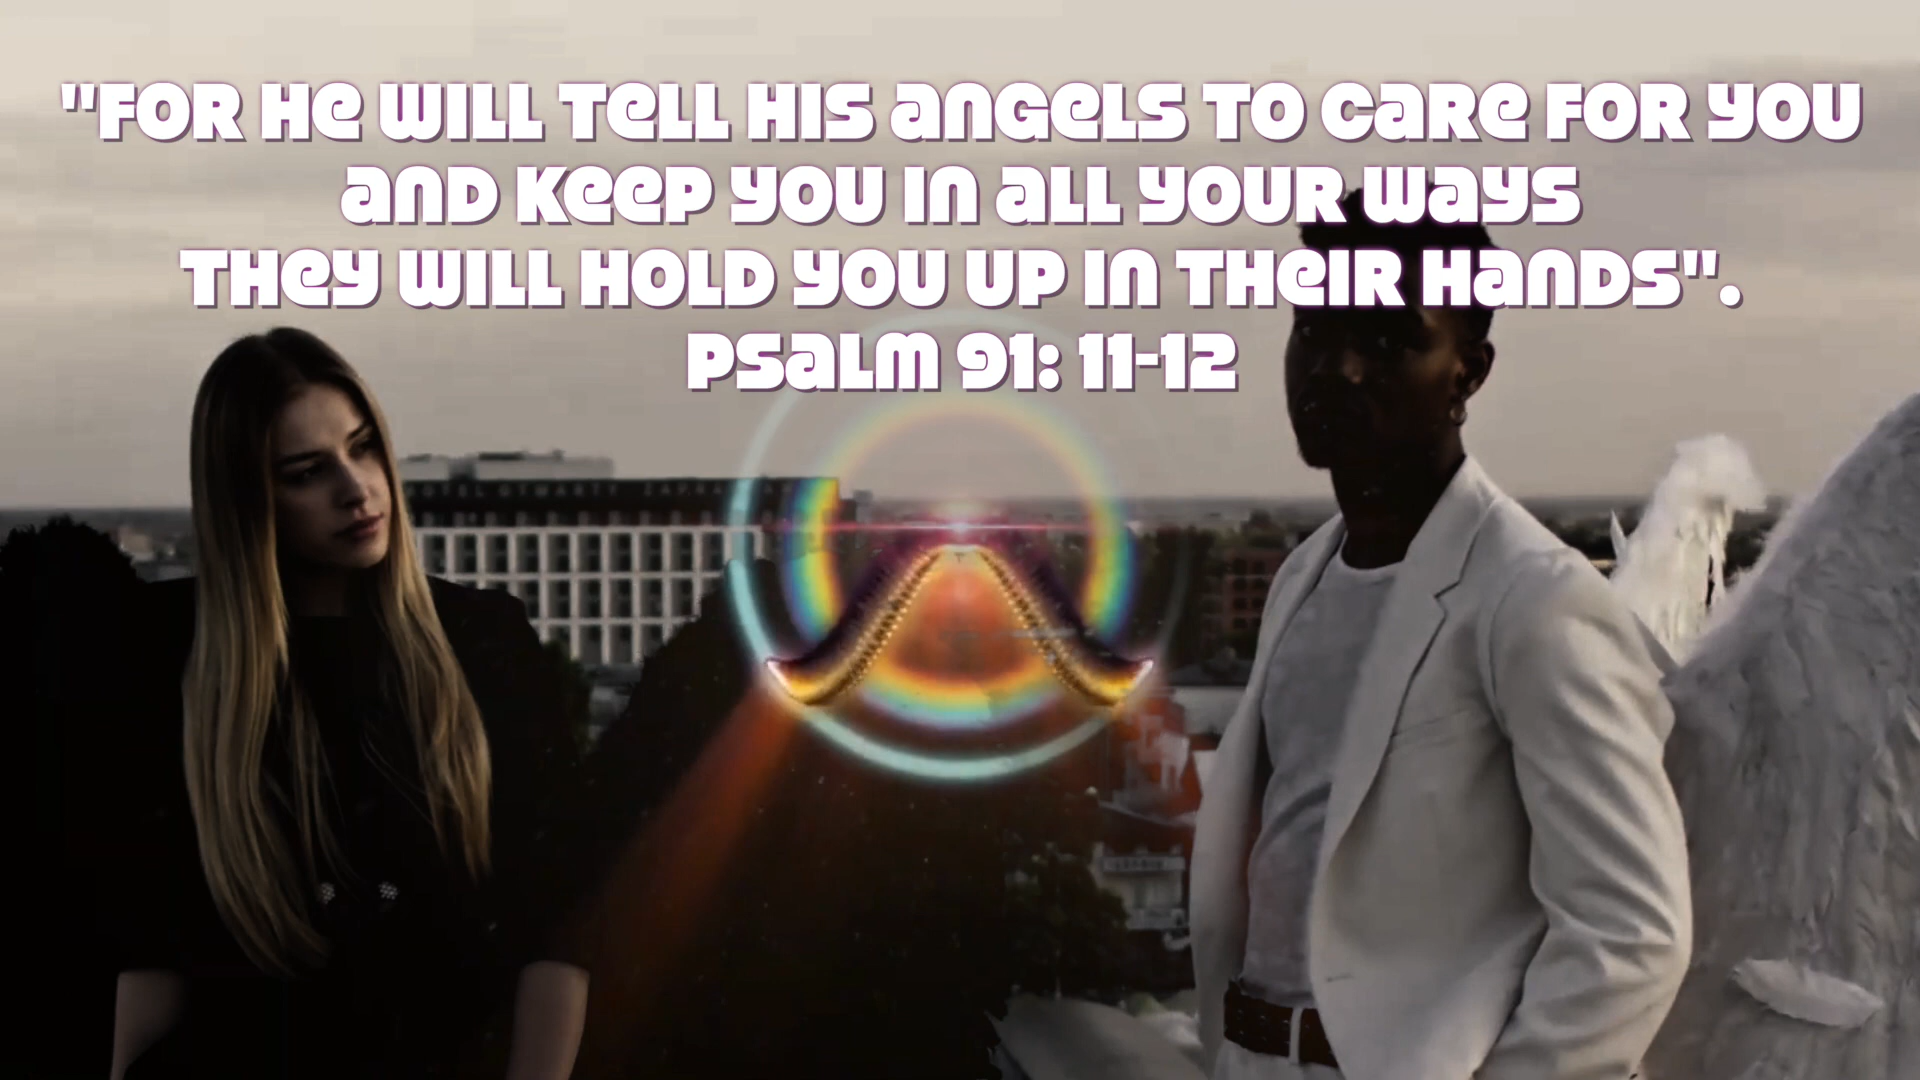 "FOR He WILL TeLL HIS aNGeLS TO CaRe FOR YOU
aND KeeP YOU IN aLL YOUR WaYS
THeY WILL HOLD YOU UP IN THeIR HaNDS".
PSaLM 91: 11-12